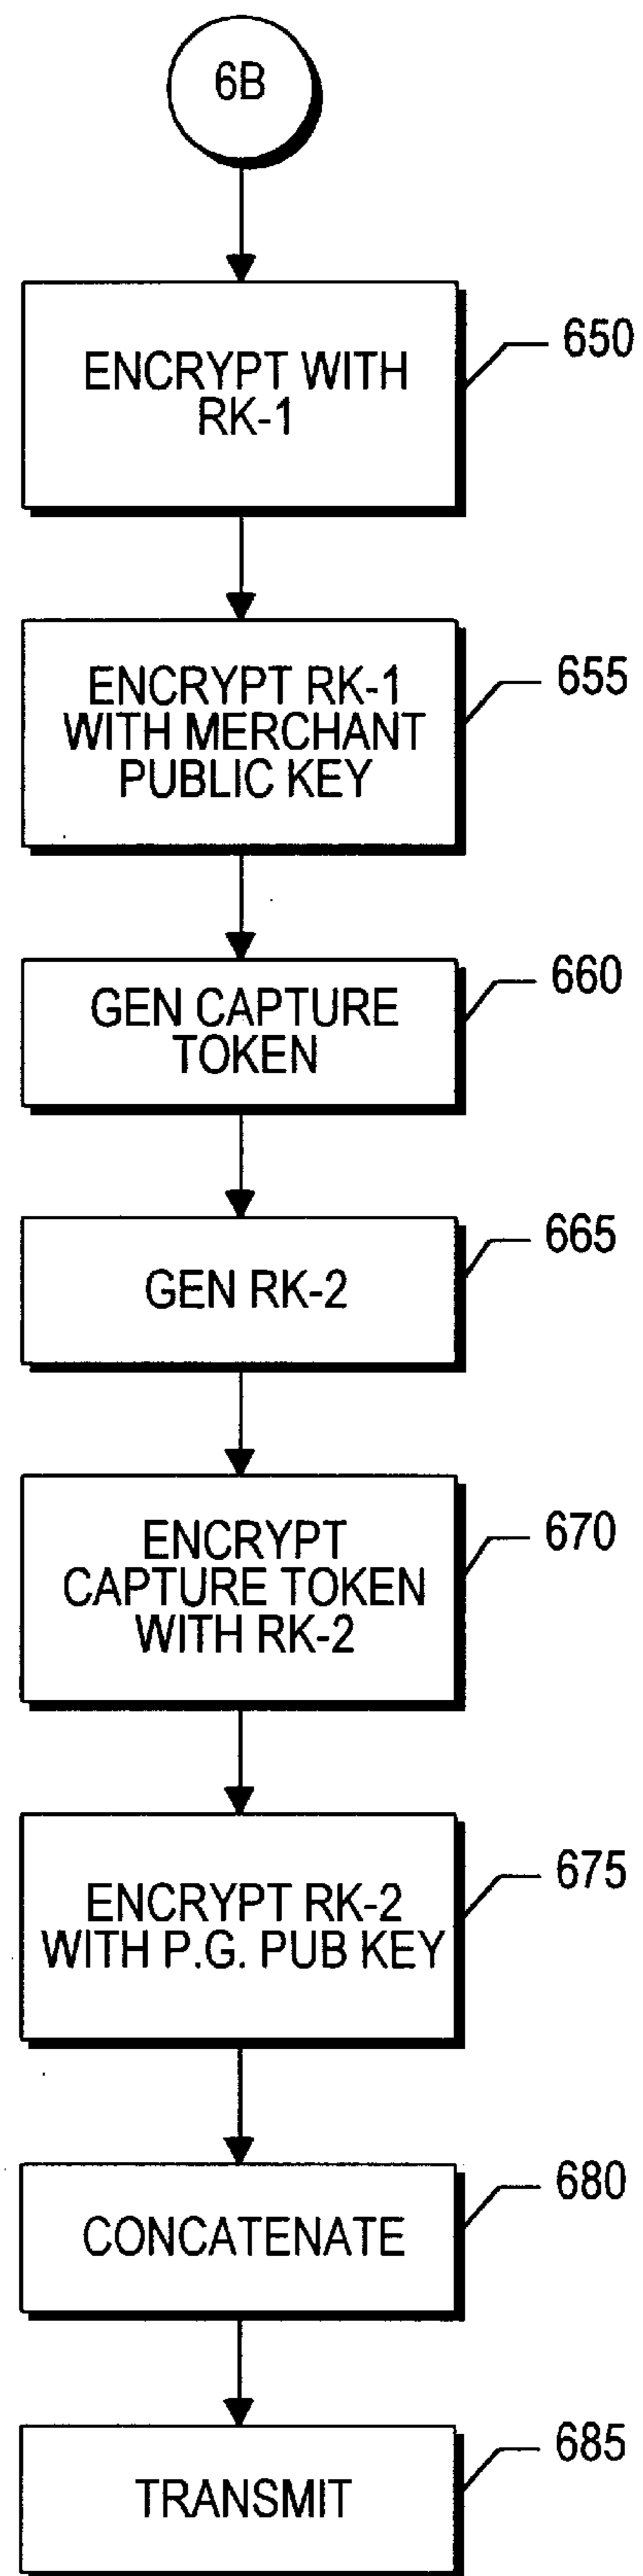 6B
ENCRYPT WITH
RK-1
650
ENCRYPT RK-1
WITH MERCHANT
PUBLIC KEY
655
GEN CAPTURE
TOKEN
660
GEN RK-2
665
ENCRYPT
CAPTURE TOKEN
WITH RK-2
670
ENCRYPT RK-2
WITH P.G. PUB KEY
675
CONCATENATE
680
TRANSMIT
685